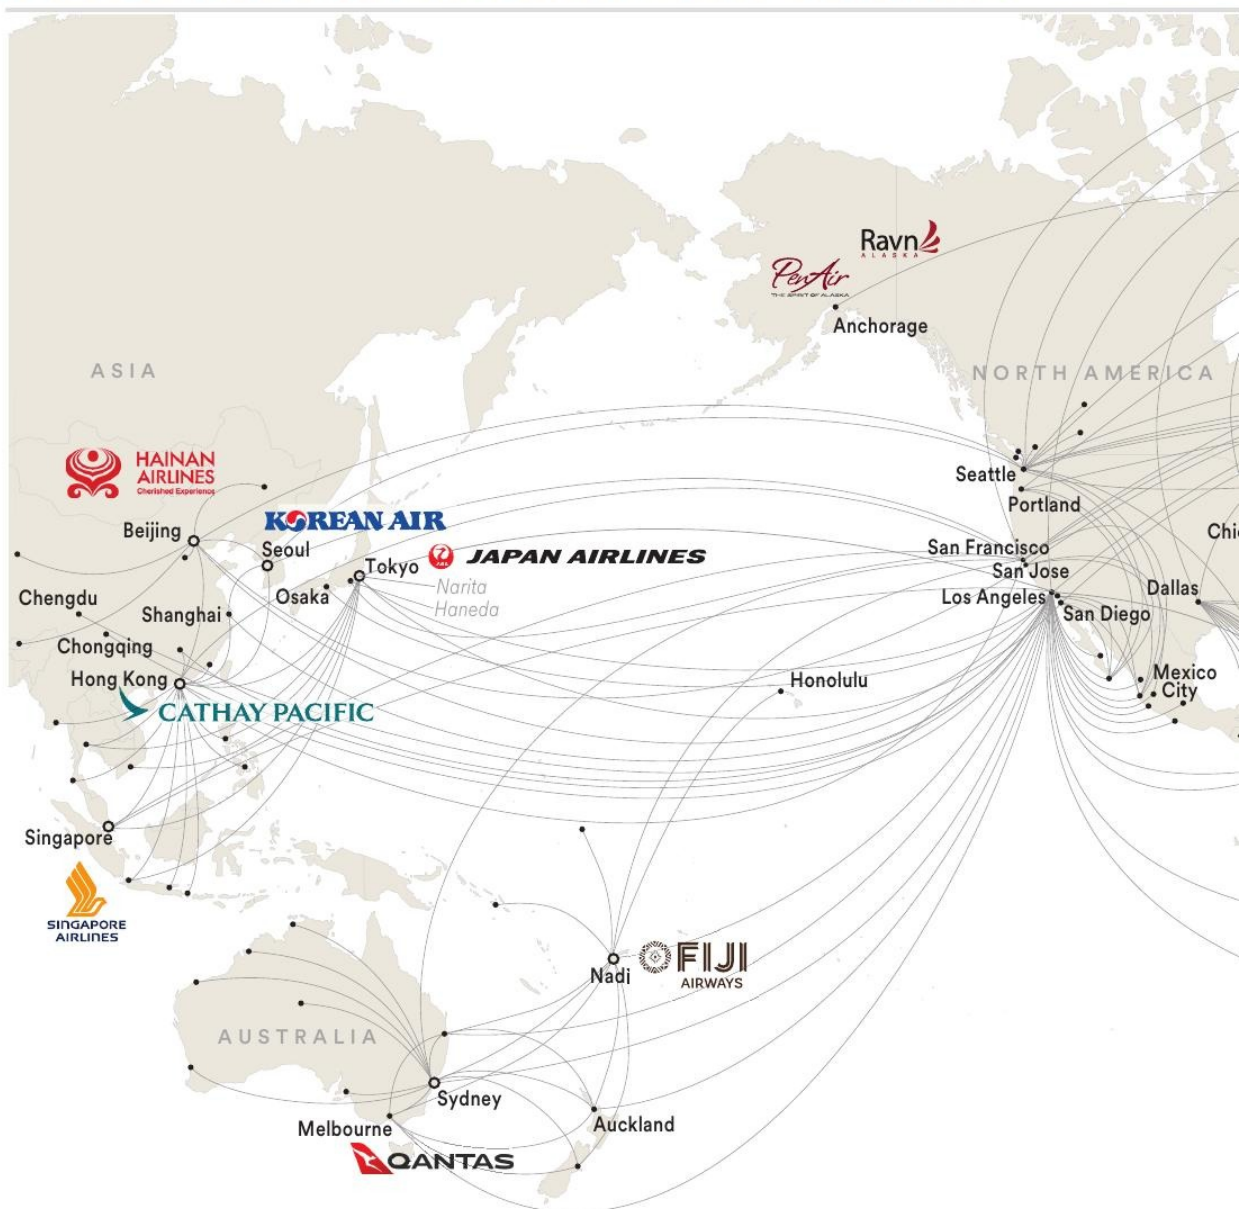 Ravn
ALASKA
PenAir
THE SPIRIT OF ALASKA
Anchorage
ASIA
NORTH AMERICA
HAINAN
AIRLINES
Cherished Experience
Seattle
Portland
KOREAN AIR
Beijing
Seoul
Chi
San Francisco
JAL
JAPAN AIRLINES
Tokyo
San Jose
Narita
Haneda
Osaka
Los Angeles
Dallas
Chengdu
Shanghai
San Diego
Chongqing
Hong Kong
Honolulu
Mexico
City
CATHAY PACIFIC
Singapore
SINGAPORE
AIRLINES
FIJI
AIRWAYS
Nadi
AUSTRALIA
Sydney
Melbourne
Auckland
QANTAS